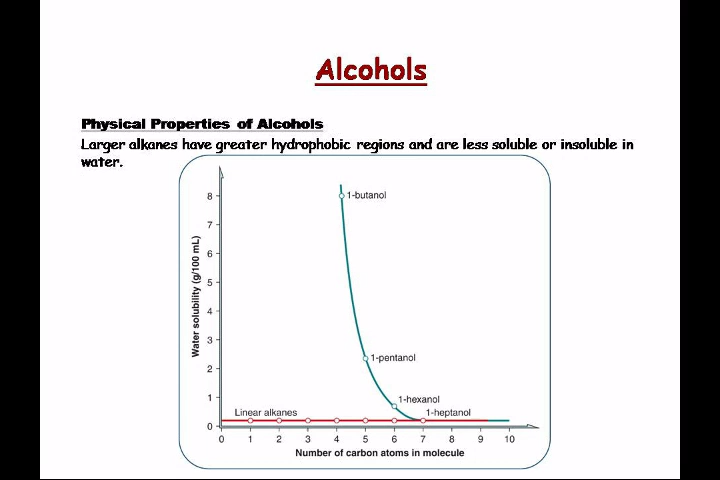 Alcohols
Physical Properties of Alcohols
Larger alkanes have greater hydrophobic regions and are less soluble or insoluble in
water.
8
7
6
5
4
3
2
1
0
Water solubility (g/100 mL)
1-butanol
1-pentanol
1-hexanol
1-heptanol
Linear alkanes
0 1 2 3 4 5 6 7 8 9 10
Number of carbon atoms in molecule